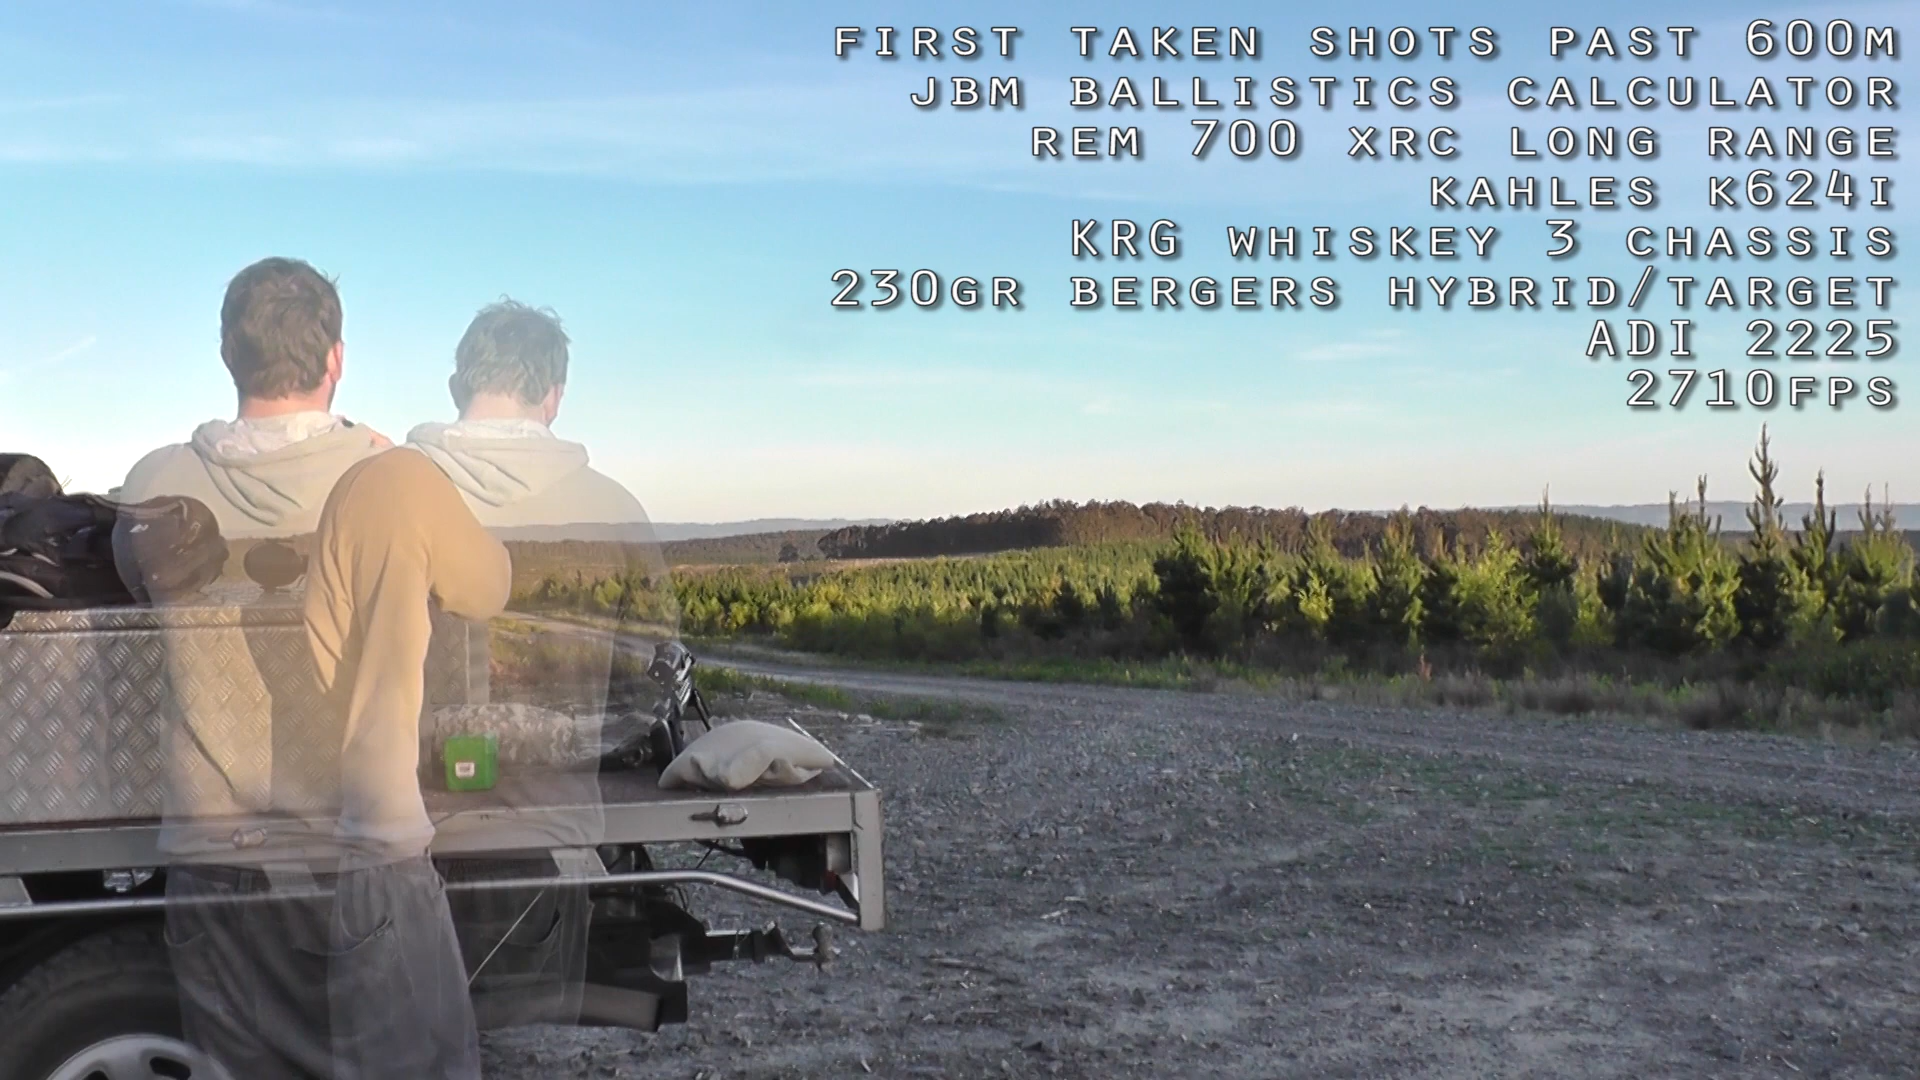 FIRST TAKEN SHOTS PAST 600M
JBM BALLISTICS CALCULATOR
REM 700 XRC LONG RANGE
KAHLES K624I
KRG WHISKEY 3 CHASSIS
230GR BERGERS HYBRID/TARGET
ADI 2225
2710FPS